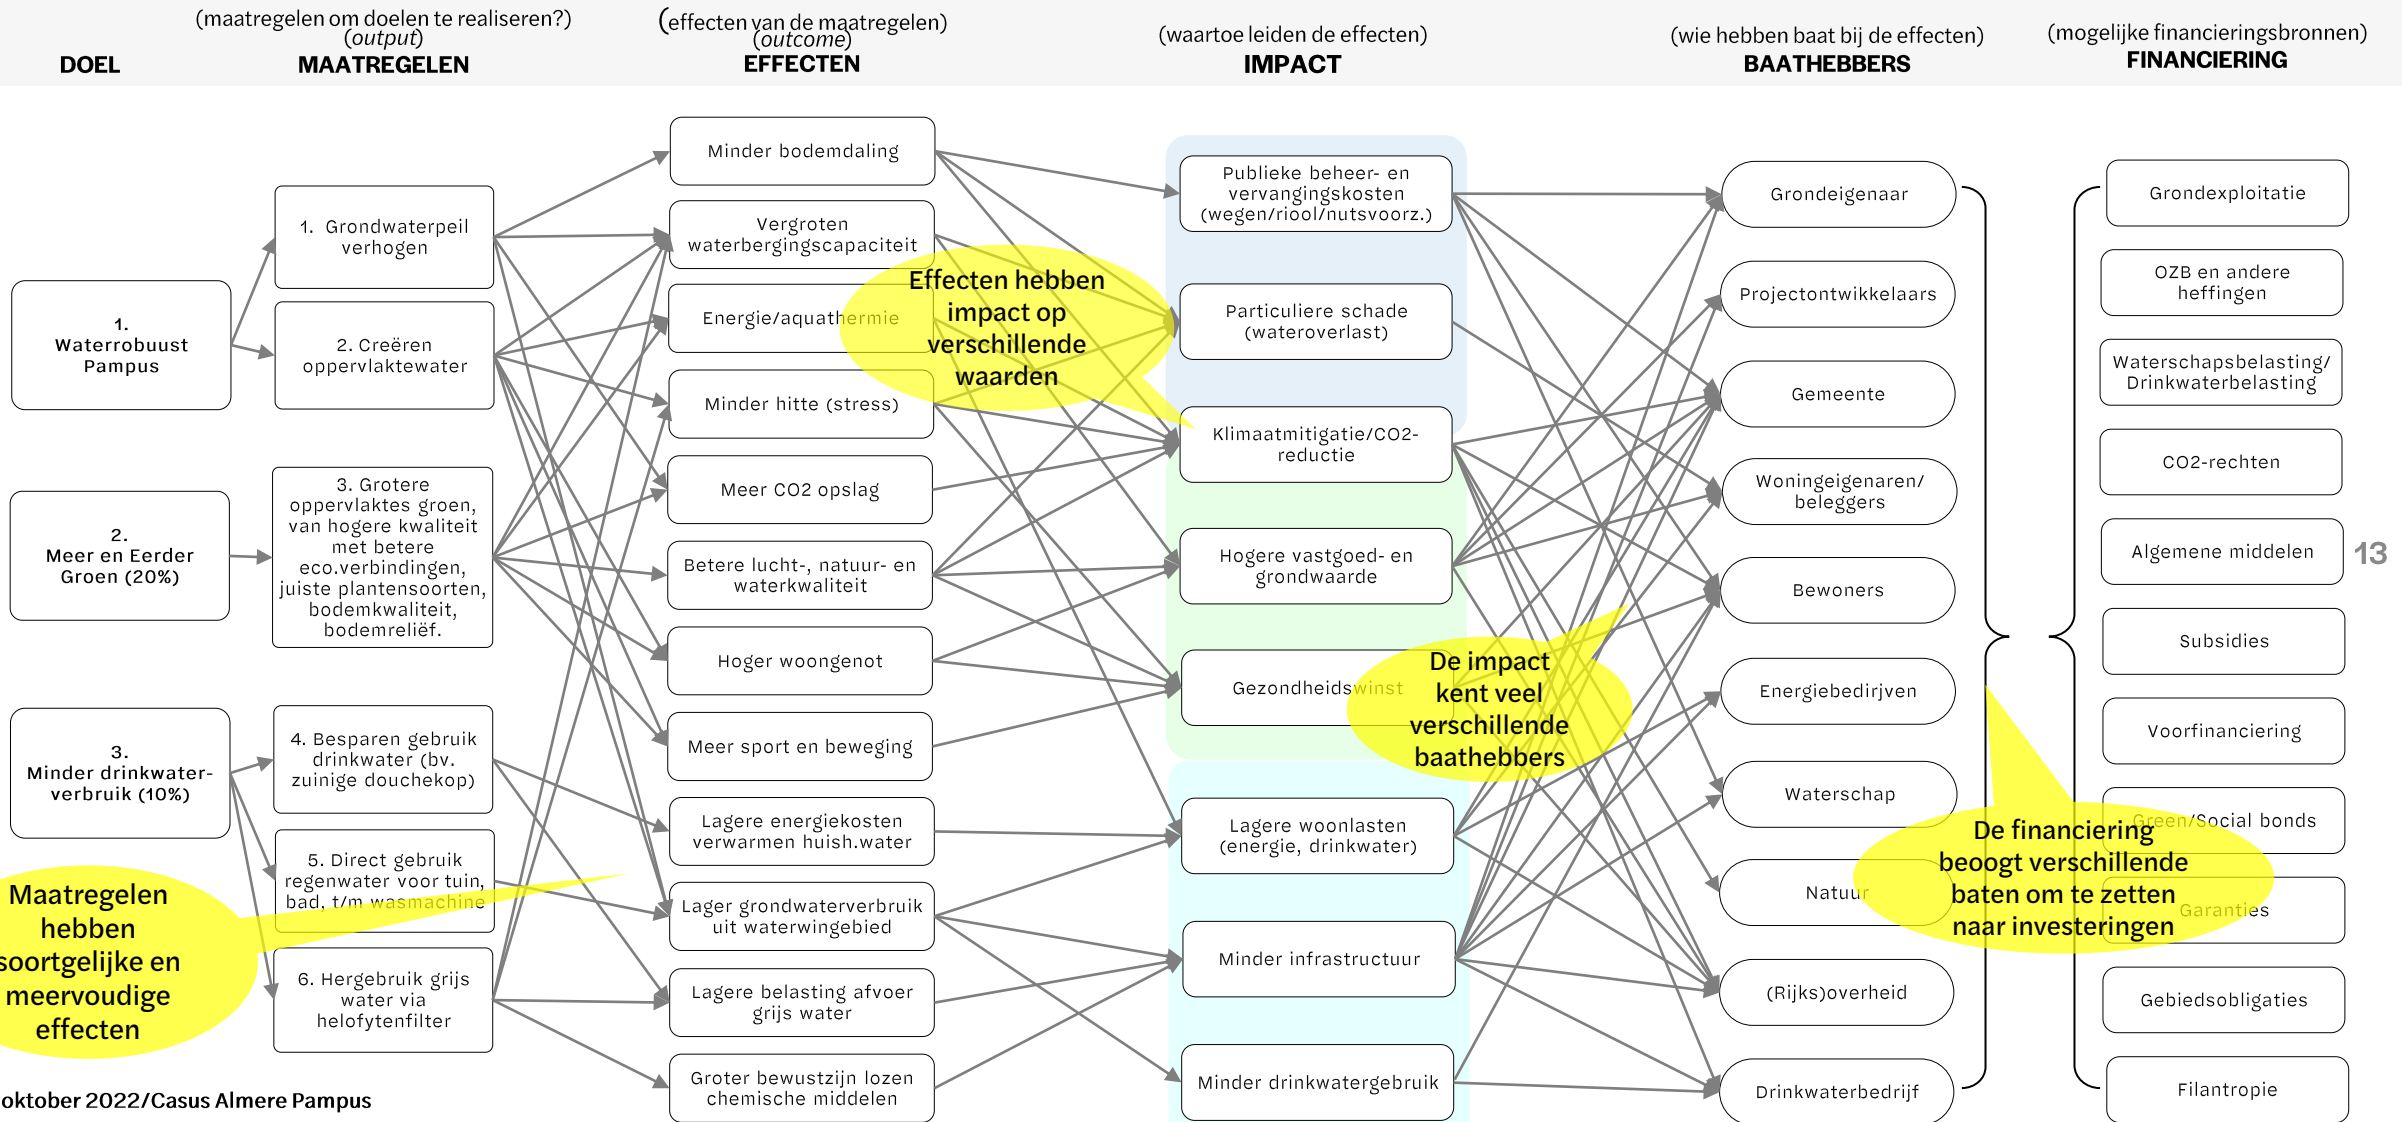 (maatregelen om doelen te realiseren?)
(output)
(effecten van de maatregelen)
(outcome)
(waartoe leiden de effecten)
(wie hebben baat bij de effecten)
(mogelijke financieringsbronnen)
DOEL
MAATREGELEN
EFFECTEN
IMPACT
BAATHEBBERS
FINANCIERING
1.
Waterrobuust
Pampus
2.
Meer en Eerder
Groen (20%)
3.
Minder drinkwater-
verbruik (10%)
1. Grondwaterpeil
verhogen
2. Creëren
oppervlaktewater
3. Grotere
oppervlaktes groen,
van hogere kwaliteit
met betere
eco.verbindingen,
juiste plantensoorten,
bodemkwaliteit,
bodemreliëf.
4. Besparen gebruik
drinkwater (bv.
zuinige douchekop)
5. Direct gebruik
regenwater voor tuin,
bad, t/m wasmachine
6. Hergebruik grijs
water via
helofytenfilter
Minder bodemdaling
Vergroten
waterbergingscapaciteit
Energie/aquathermie
Minder hitte (stress)
Meer CO2 opslag
Betere lucht-, natuur- en
waterkwaliteit
Hoger woongenot
Meer sport en beweging
Lagere energiekosten
verwarmen huish.water
Lager grondwaterverbruik
uit waterwingebied
Lagere belasting afvoer
grijs water
Groter bewustzijn lozen
chemische middelen
Publieke beheer- en
vervangingskosten
(wegen/riool/nutsvoorz.)
Particuliere schade
(wateroverlast)
Klimaatmitigatie/CO2-
reductie
Hogere vastgoed- en
grondwaarde
Gezondheidswinst
Lagere woonlasten
(energie, drinkwater)
Minder infrastructuur
Minder drinkwatergebruik
Grondeigenaar
Projectontwikkelaars
Gemeente
Woningeigenaren/
beleggers
Bewoners
Energiebedirjven
Waterschap
Natuur
(Rijks)overheid
Drinkwaterbedrijf
Grondexploitatie
OZB en andere
heffingen
Waterschapsbelasting/
Drinkwaterbelasting
CO2-rechten
Algemene middelen
Subsidies
Voorfinanciering
Green/Social bonds
Garanties
Gebiedsobligaties
Filantropie
13
Effecten hebben
impact op
verschillende
waarden
De impact
kent veel
verschillende
baathebbers
De financiering
beoogt verschillende
baten om te zetten
naar investeringen
Maatregelen
hebben
soortgelijke en
meervoudige
effecten
oktober 2022/Casus Almere Pampus